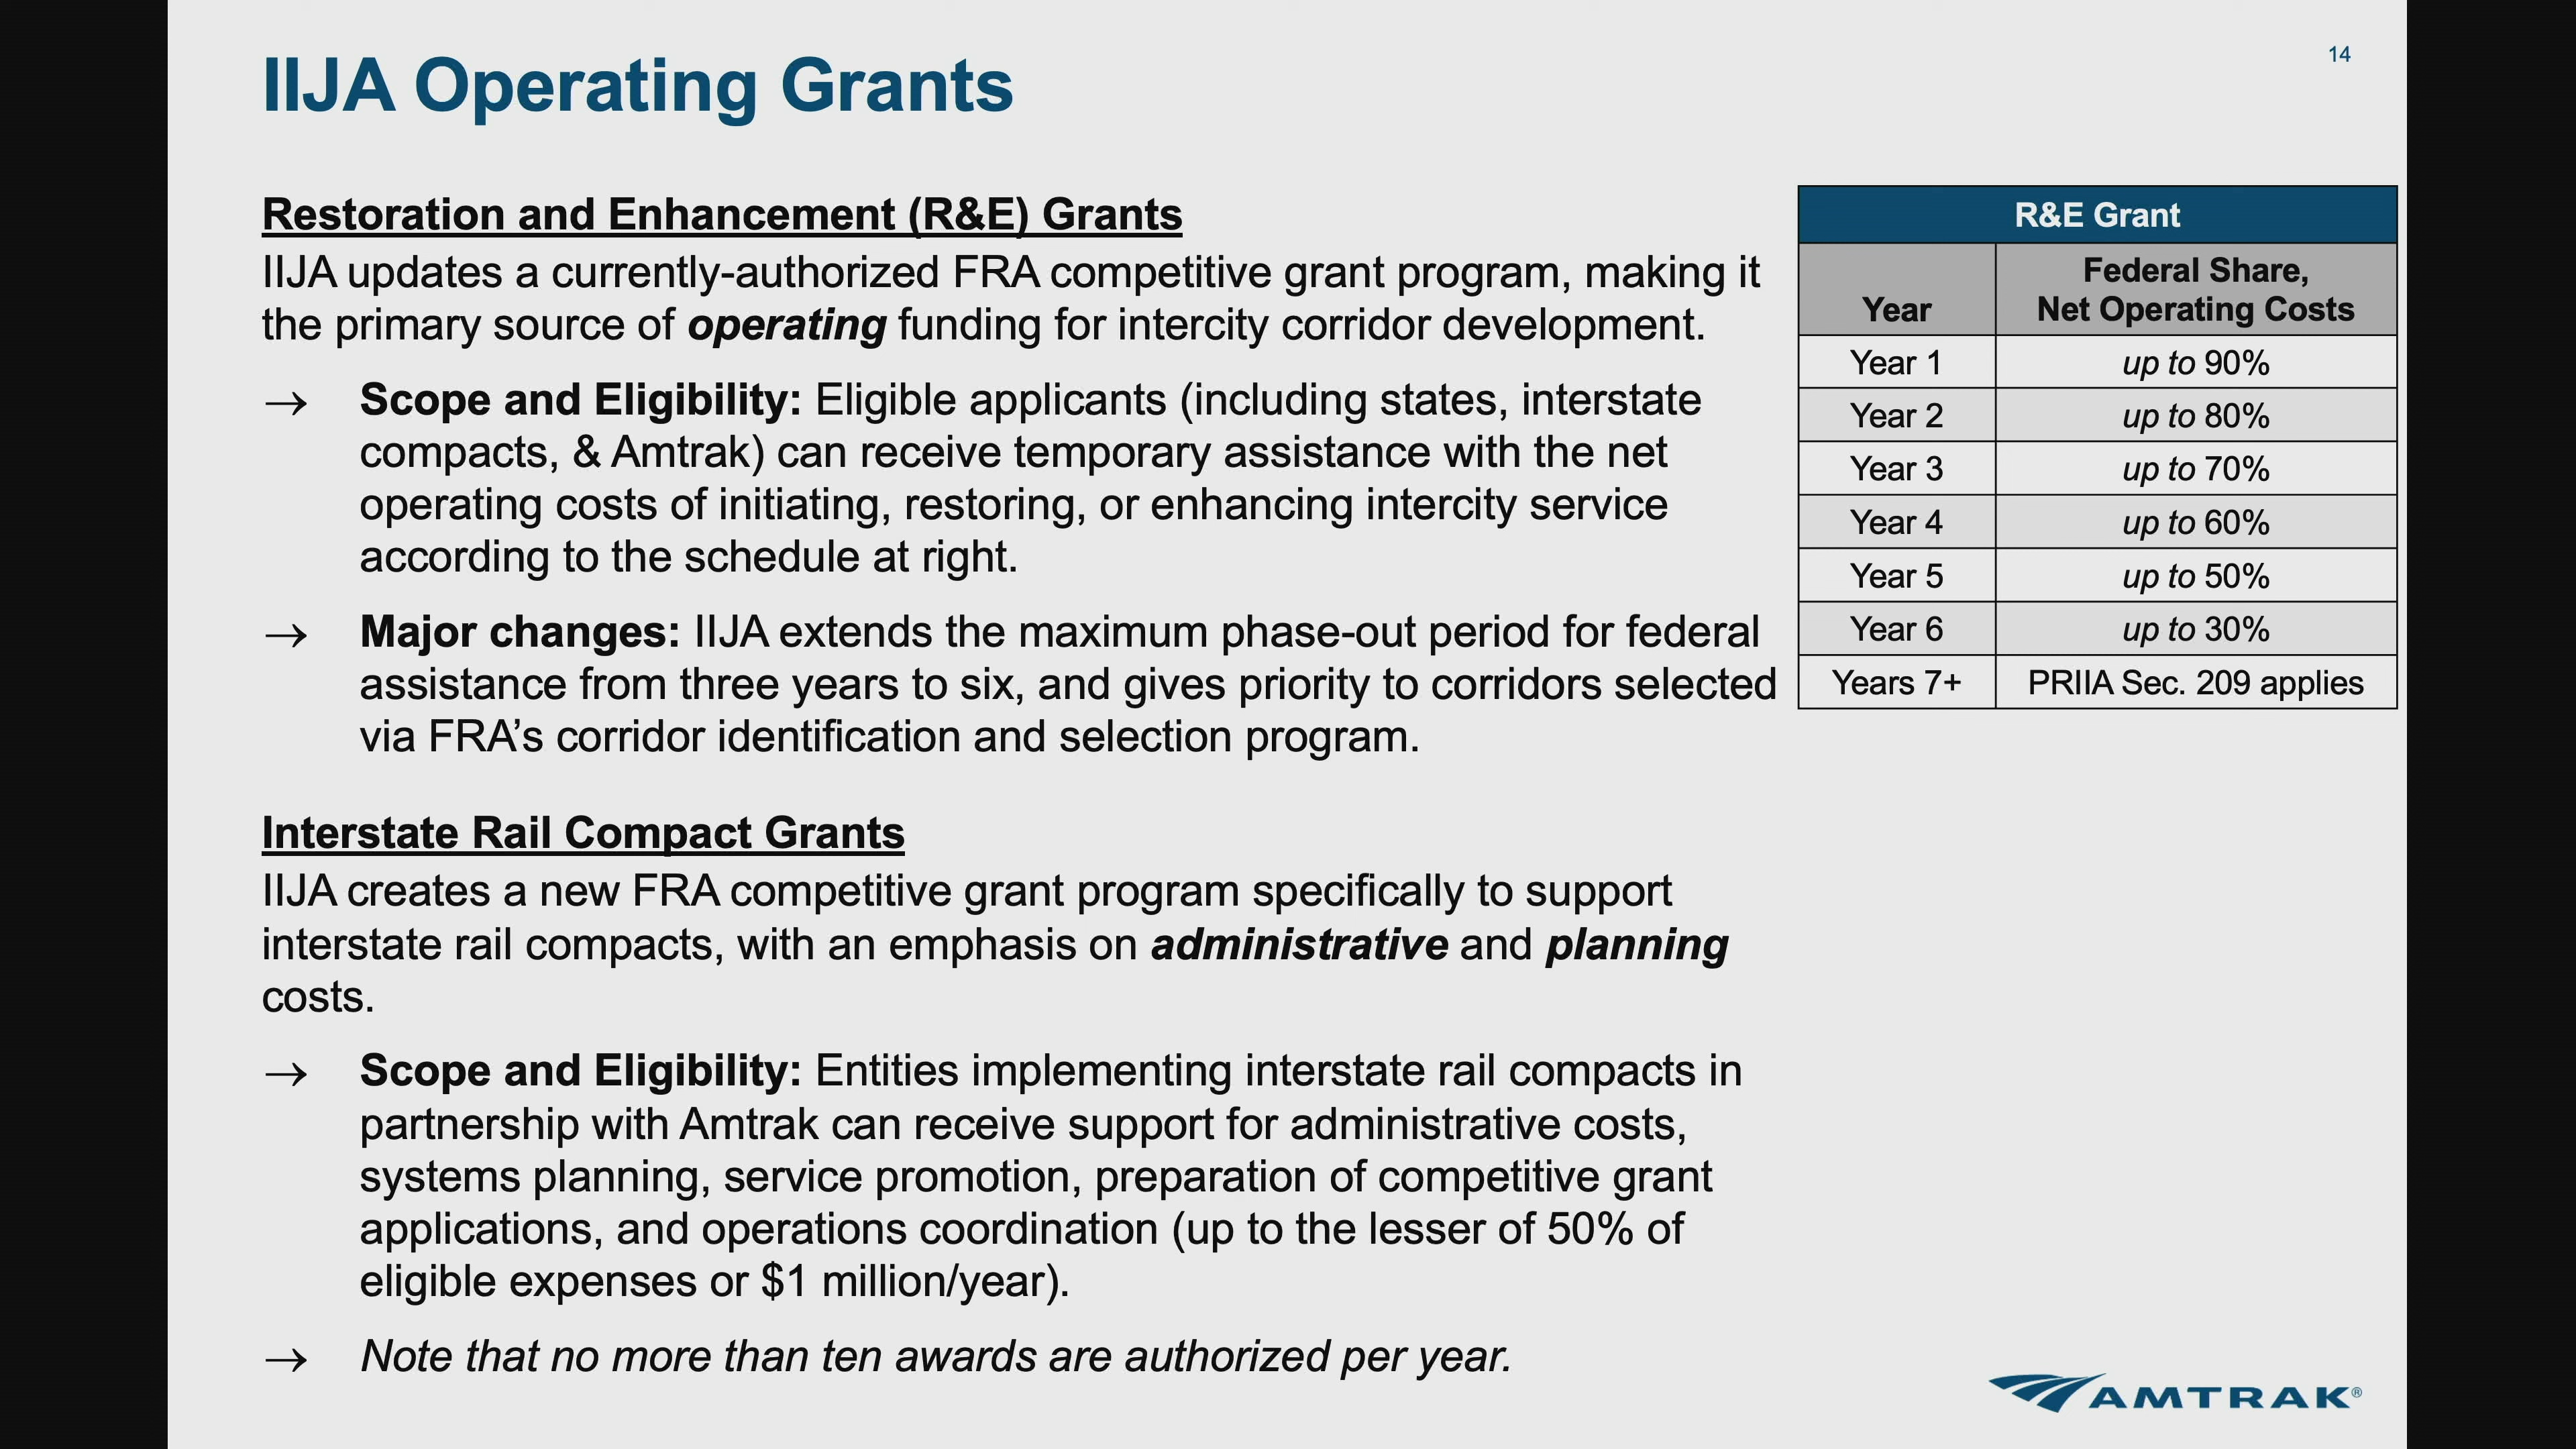 IIJA Operating Grants
14
Restoration and Enhancement (R&E) Grants
IIJA updates a currently-authorized FRA competitive grant program, making it
the primary source of operating funding for intercity corridor development.
→ Scope and Eligibility: Eligible applicants (including states, interstate
compacts, & Amtrak) can receive temporary assistance with the net
operating costs of initiating, restoring, or enhancing intercity service
according to the schedule at right.
→ Major changes: IIJA extends the maximum phase-out period for federal
assistance from three years to six, and gives priority to corridors selected
via FRA’s corridor identification and selection program.
Interstate Rail Compact Grants
IIJA creates a new FRA competitive grant program specifically to support
interstate rail compacts, with an emphasis on administrative and planning
costs.
→ Scope and Eligibility: Entities implementing interstate rail compacts in
partnership with Amtrak can receive support for administrative costs,
systems planning, service promotion, preparation of competitive grant
applications, and operations coordination (up to the lesser of 50% of
eligible expenses or $1 million/year).
→ Note that no more than ten awards are authorized per year.
R&E Grant
Year Federal Share,
Net Operating Costs
Year 1 up to 90%
Year 2 up to 80%
Year 3 up to 70%
Year 4 up to 60%
Year 5 up to 50%
Year 6 up to 30%
Years 7+ PRIIA Sec. 209 applies
AMTRAK®